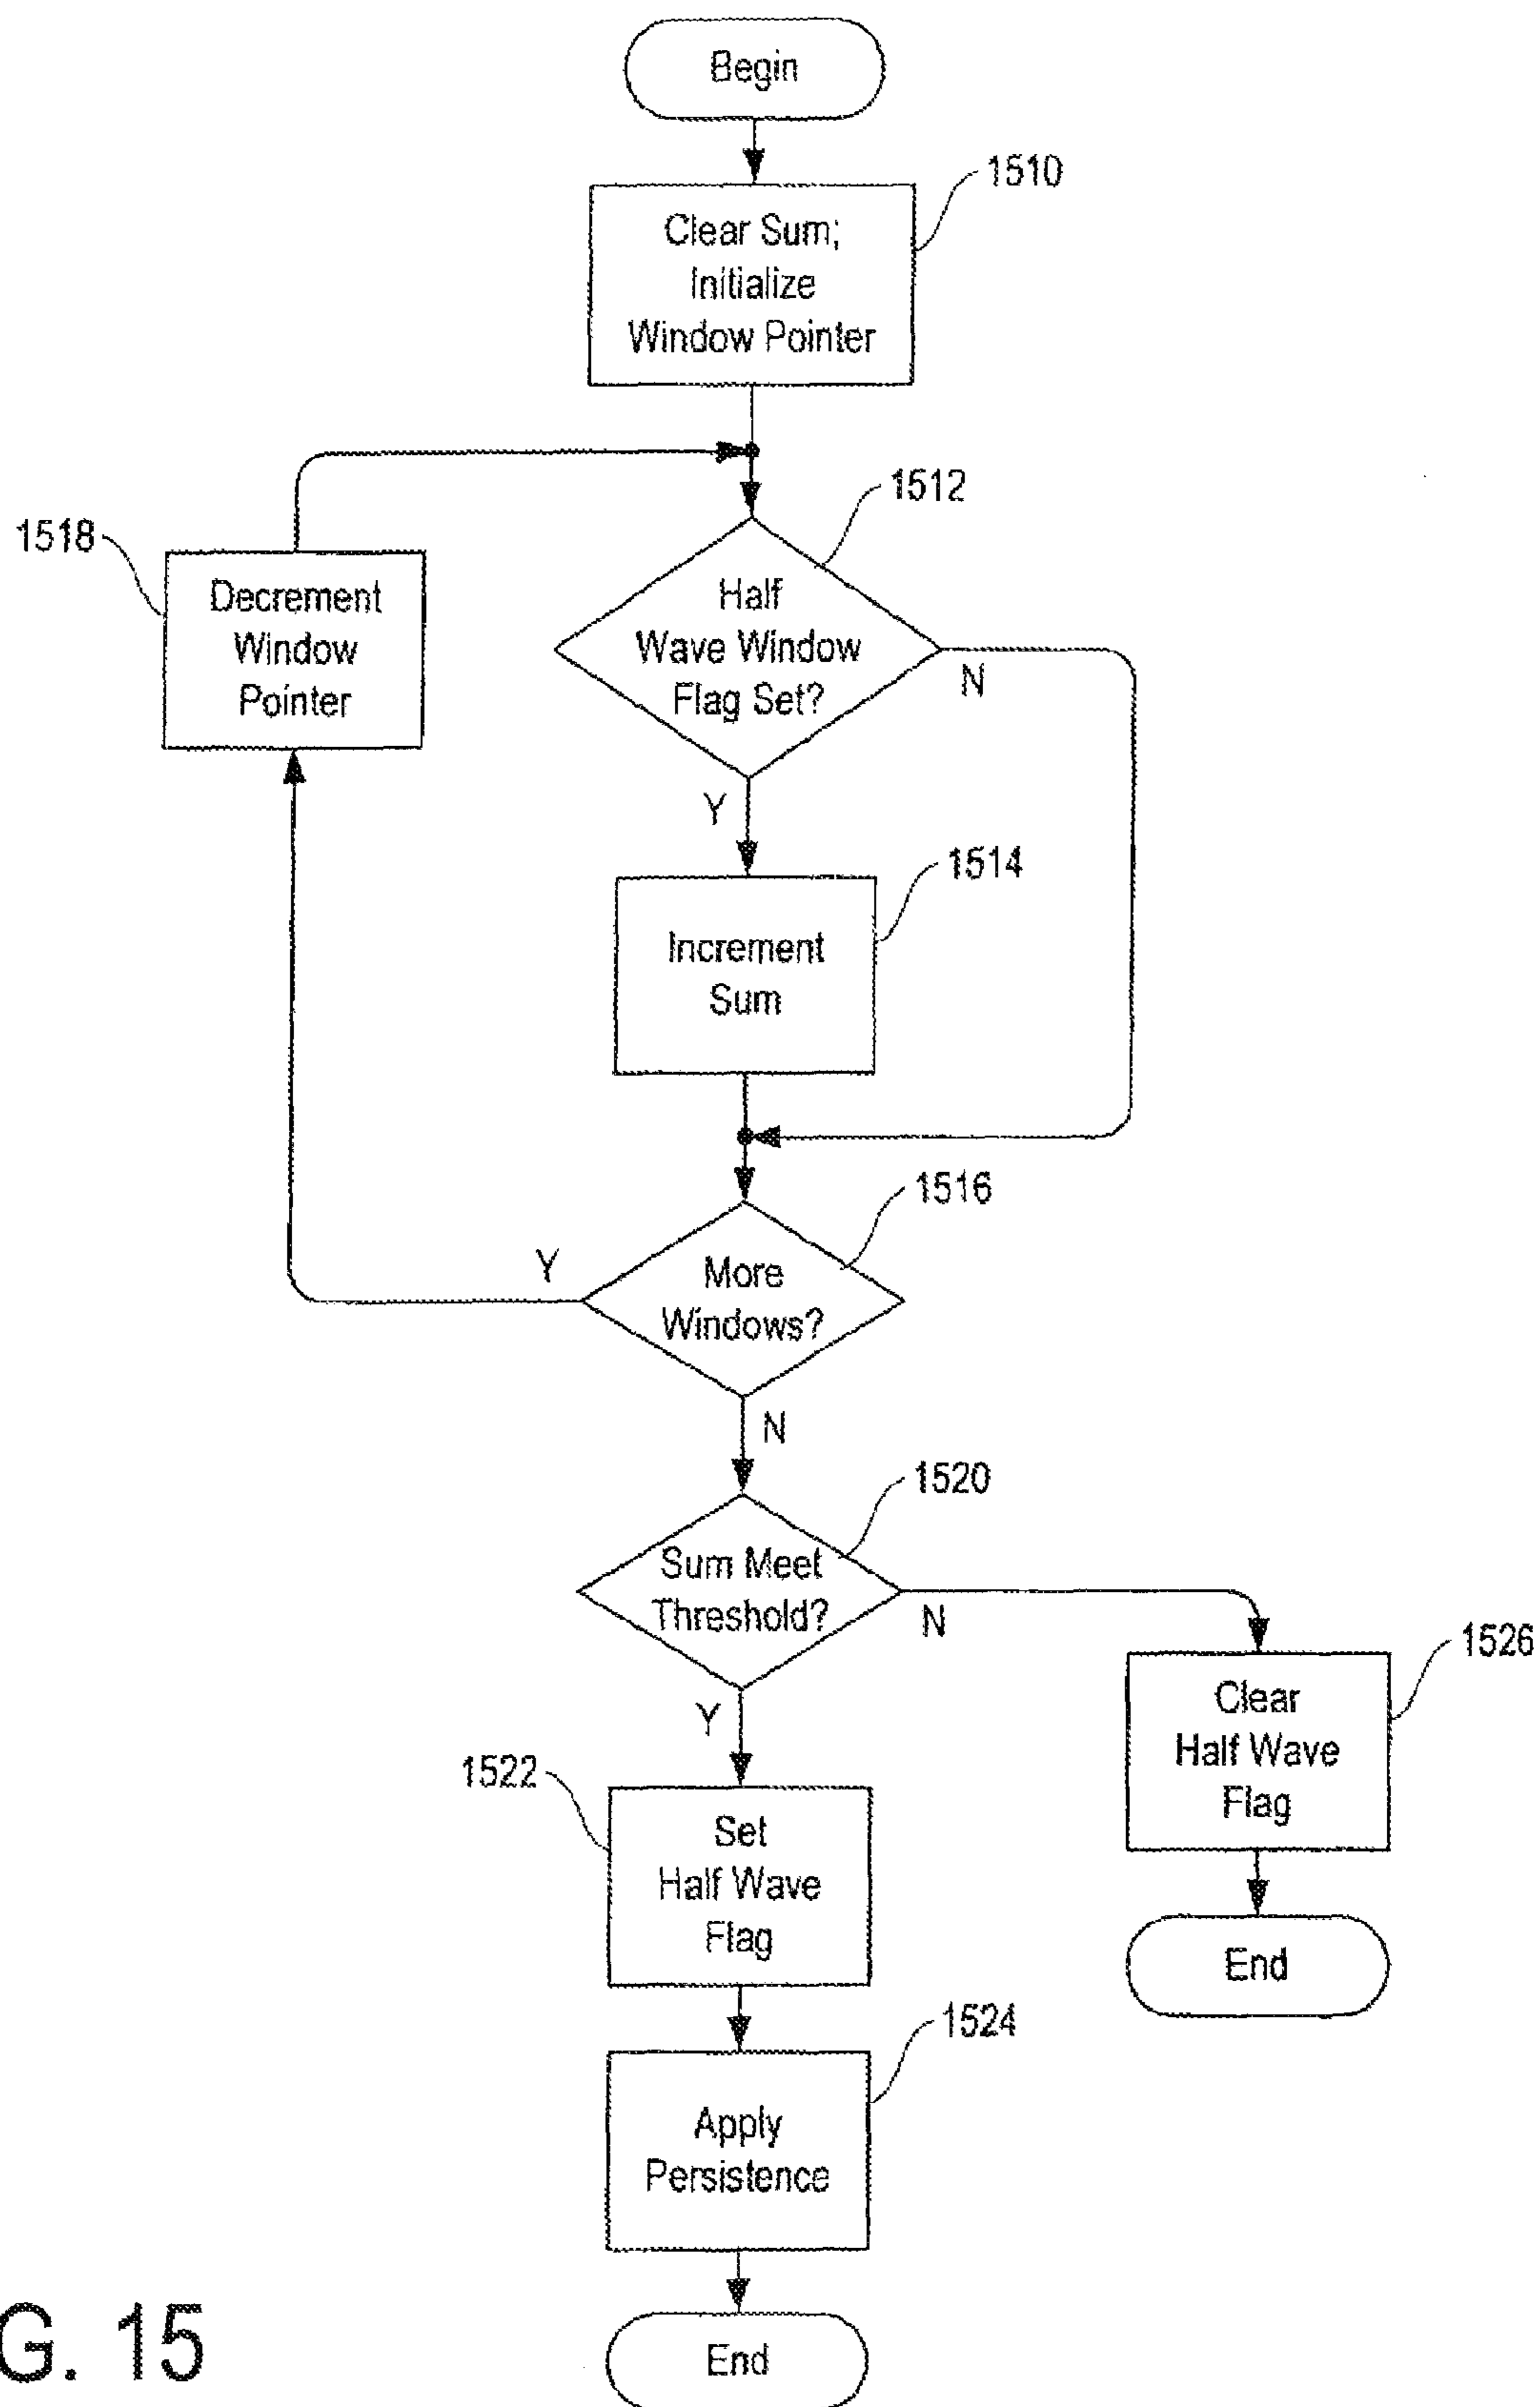 Begin
1510
Clear Sum;
Initialize
Window Pointer
1512
1518
Half
Wave Window
Flag Set?
N
Decrement
Window
Pointer
Y
1514
Increment
Sum
1516
Y
More
Windows?
N
1520
Sum Meet
Threshold?
N
1526
Clear
Half Wave
Flag
Y
1522
Set
Half Wave
Flag
End
1524
Apply
Persistence
End
G. 15